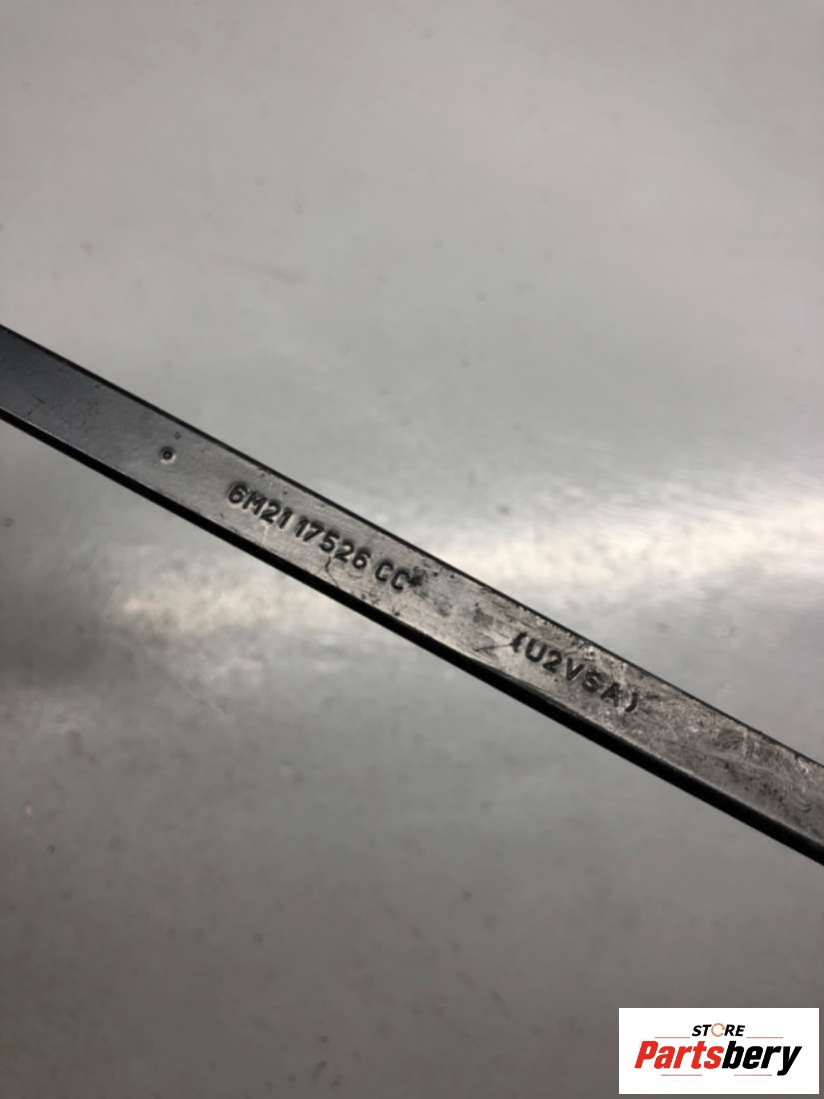 6M21 17526 CC
(U2VSA)
STORE
Partsbery